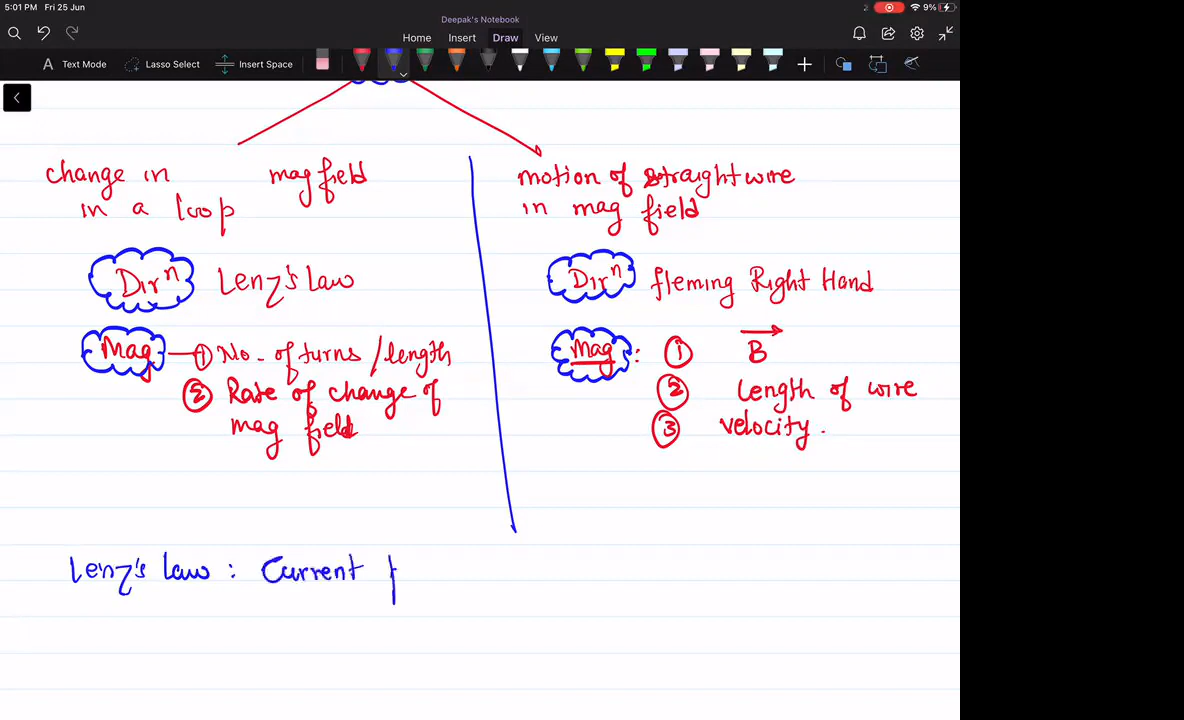 5:01 PM Fri 25 Jun
9%
Deepak's Notebook
Home Insert Draw View
Text Mode Lasso Select Insert Space
change in mag field
in a loop
motion of straight wire
in mag field
Dirⁿ Lenz's Law
Dirⁿ fleming Right Hand
Mag — ① No. of turns / length
② Rate of change of
mag field
Mag : ① B
② Length of wire
③ velocity.
Lenz's law : Current